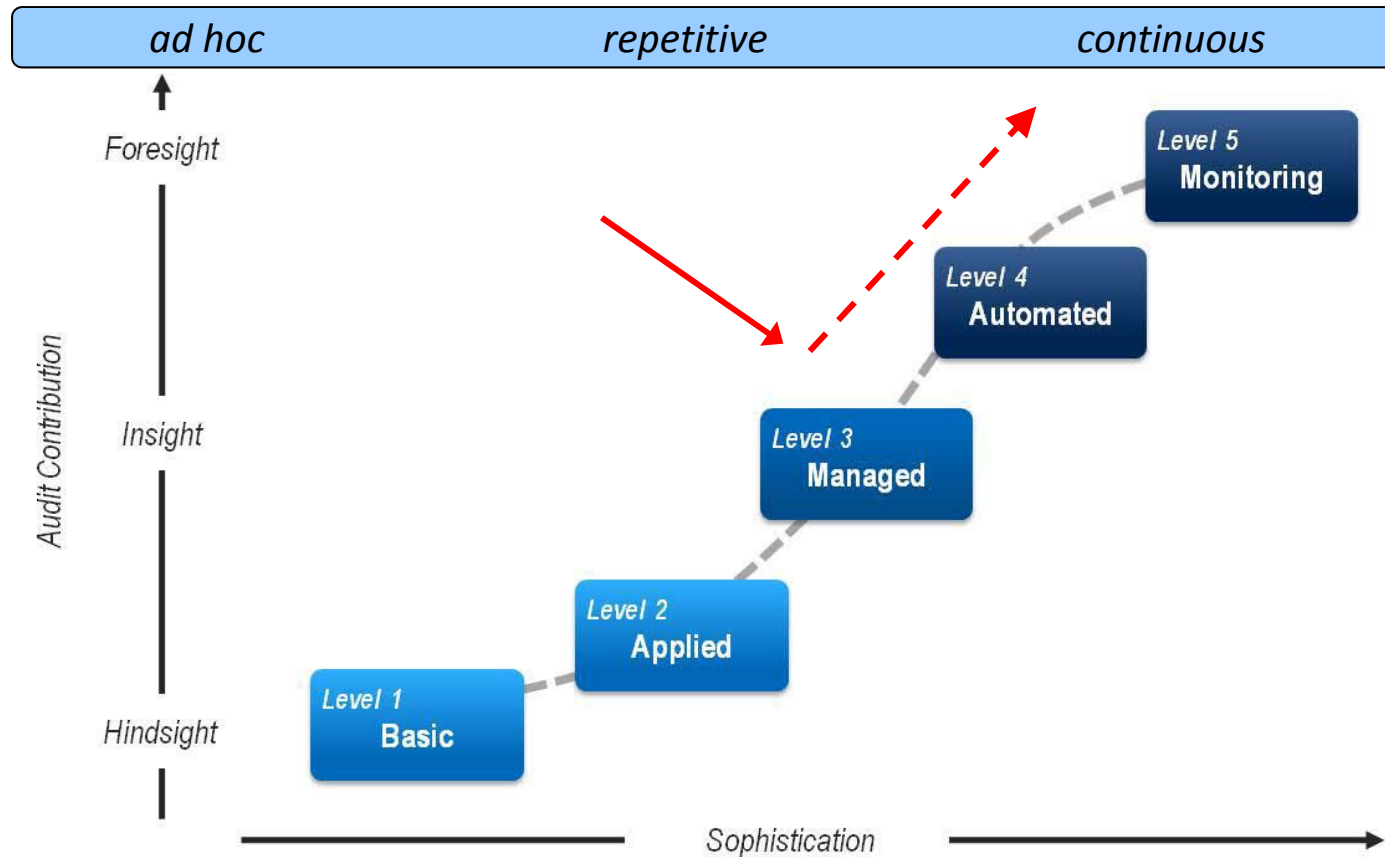 ad hoc repetitive continuous
Foresight
Level 5
Monitoring
Level 4
Automated
Audit Contribution
Insight
Level 3
Managed
Level 2
Applied
Level 1
Basic
Hindsight
Sophistication